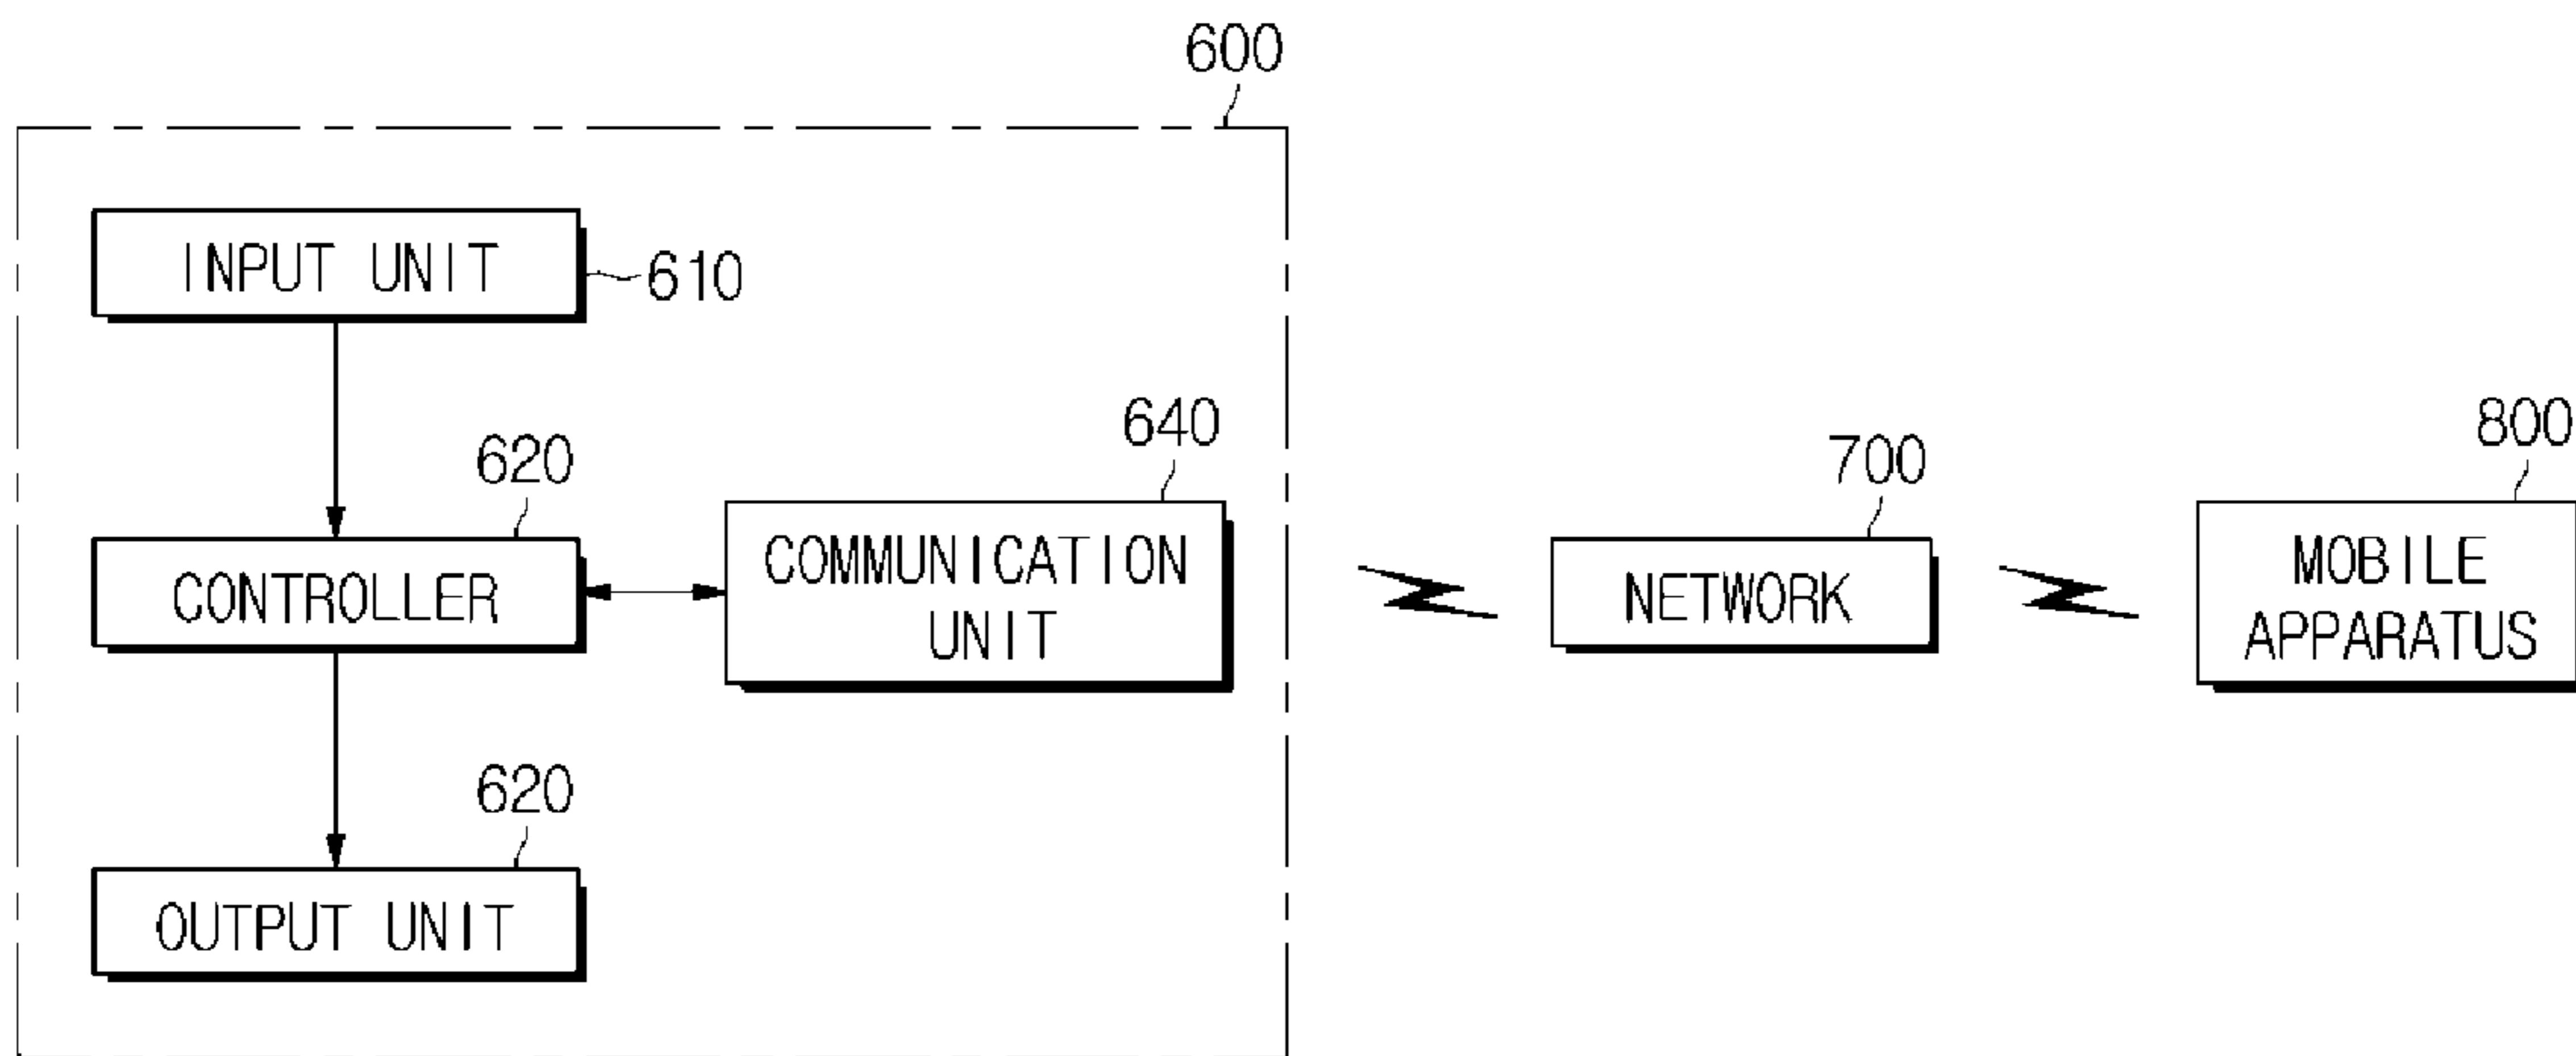 600
INPUT UNIT
610
620
CONTROLLER
640
COMMUNICATION
UNIT
700
NETWORK
800
MOBILE
APPARATUS
620
OUTPUT UNIT